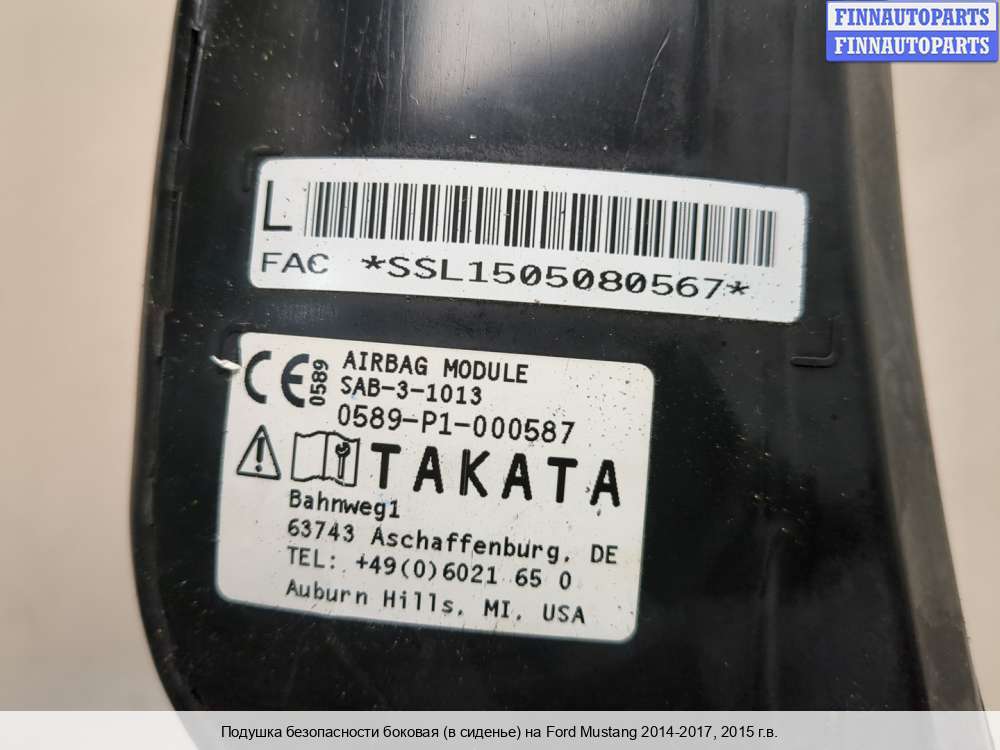 FINNAUTOPARTS
FINNAUTOPARTS
L
FAC *SSL1505080567*
CE 0589
AIRBAG MODULE
SAB-3-1013
0589-P1-000587
TAKATA
Bahnweg1
63743 Aschaffenburg, DE
TEL: +49(0)6021 65 0
Auburn Hills, MI, USA
Подушка безопасности боковая (в сиденье) на Ford Mustang 2014-2017, 2015 г.в.